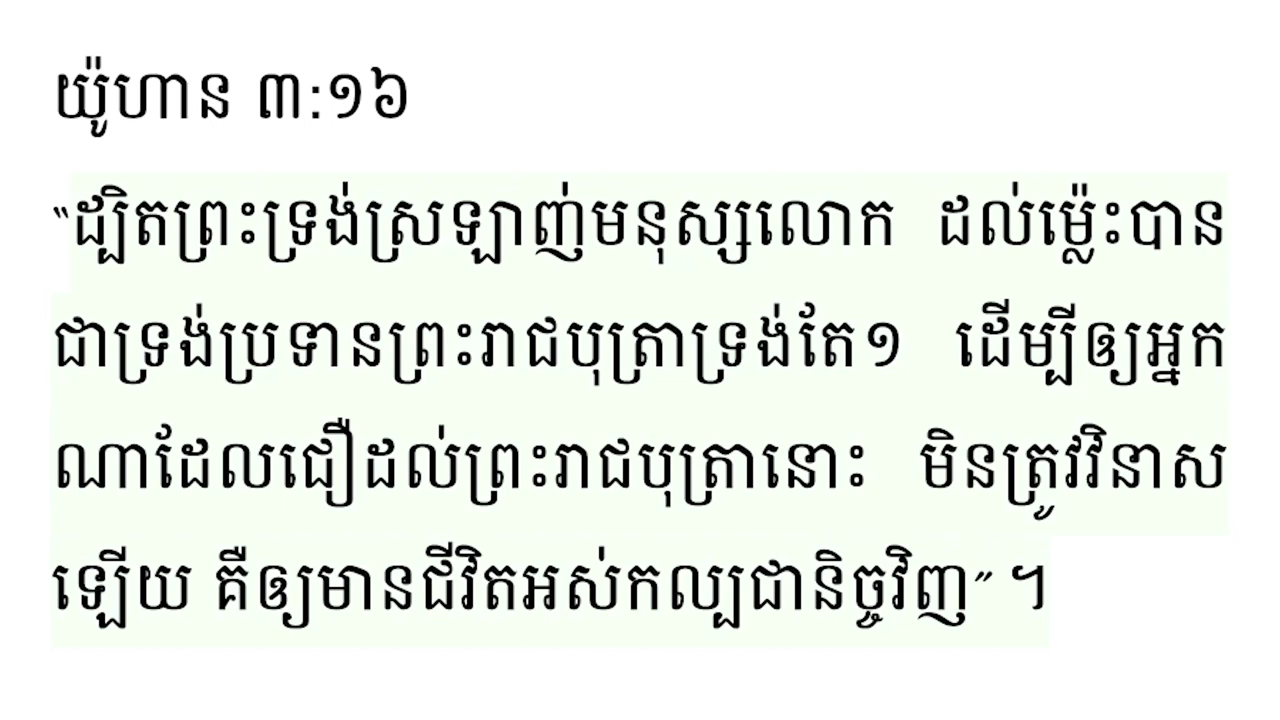 យ៉ូហាន ៣:១៦
“ដ្បិតព្រះទ្រង់ស្រឡាញ់មនុស្សលោក ដល់ម៉្លេះបាន
ជាទ្រង់ប្រទានព្រះរាជបុត្រាទ្រង់តែ១ ដើម្បីឲ្យអ្នក
ណាដែលជឿដល់ព្រះរាជបុត្រានោះ មិនត្រូវវិនាស
ឡើយ គឺឲ្យមានជីវិតអស់កល្បជានិច្ចវិញ” ។